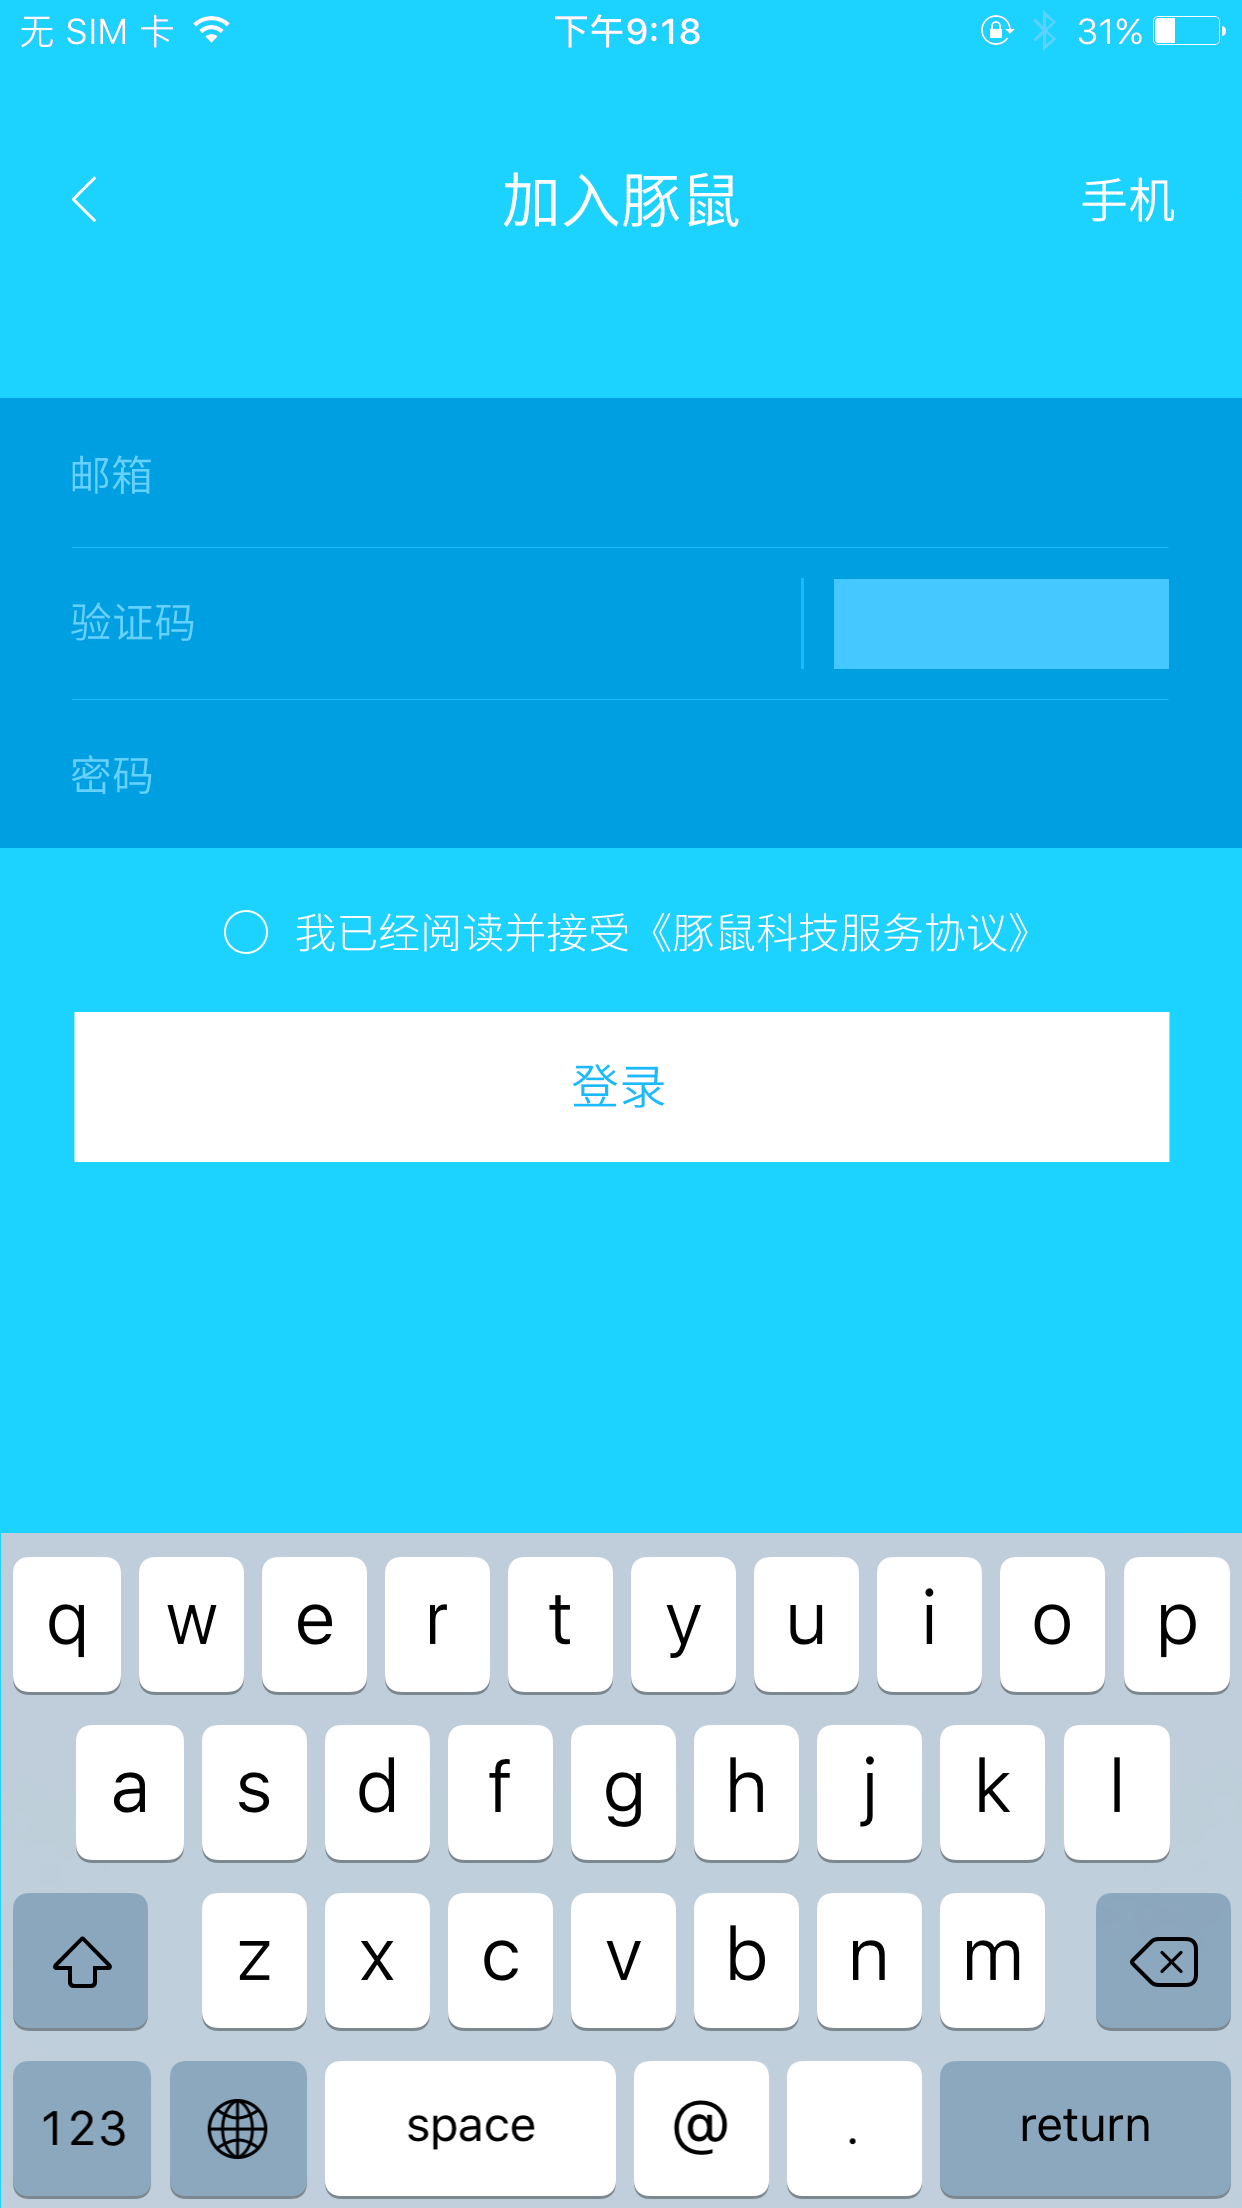 无 SIM 卡 下午9:18 31%
加入豚鼠 手机
邮箱
验证码
密码
我已经阅读并接受《豚鼠科技服务协议》
登录
q w e r t y u i o p
a s d f g h j k l
z x c v b n m
123 space @ . return